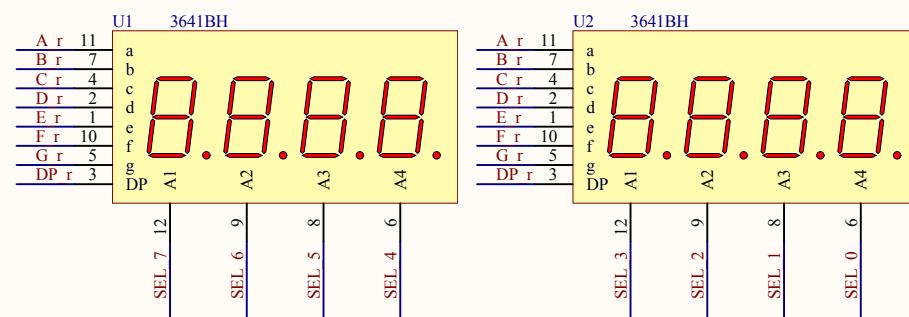 U1 3641BH
A r 11 a
B r 7 b
C r 4 c
D r 2 d
E r 1 e
F r 10 f
G r 5 g
DP r 3 DP
A1 A2 A3 A4
12 9 8 6
SEL 7 SEL 6 SEL 5 SEL 4
U2 3641BH
A r 11 a
B r 7 b
C r 4 c
D r 2 d
E r 1 e
F r 10 f
G r 5 g
DP r 3 DP
A1 A2 A3 A4
12 9 8 6
SEL 3 SEL 2 SEL 1 SEL 0